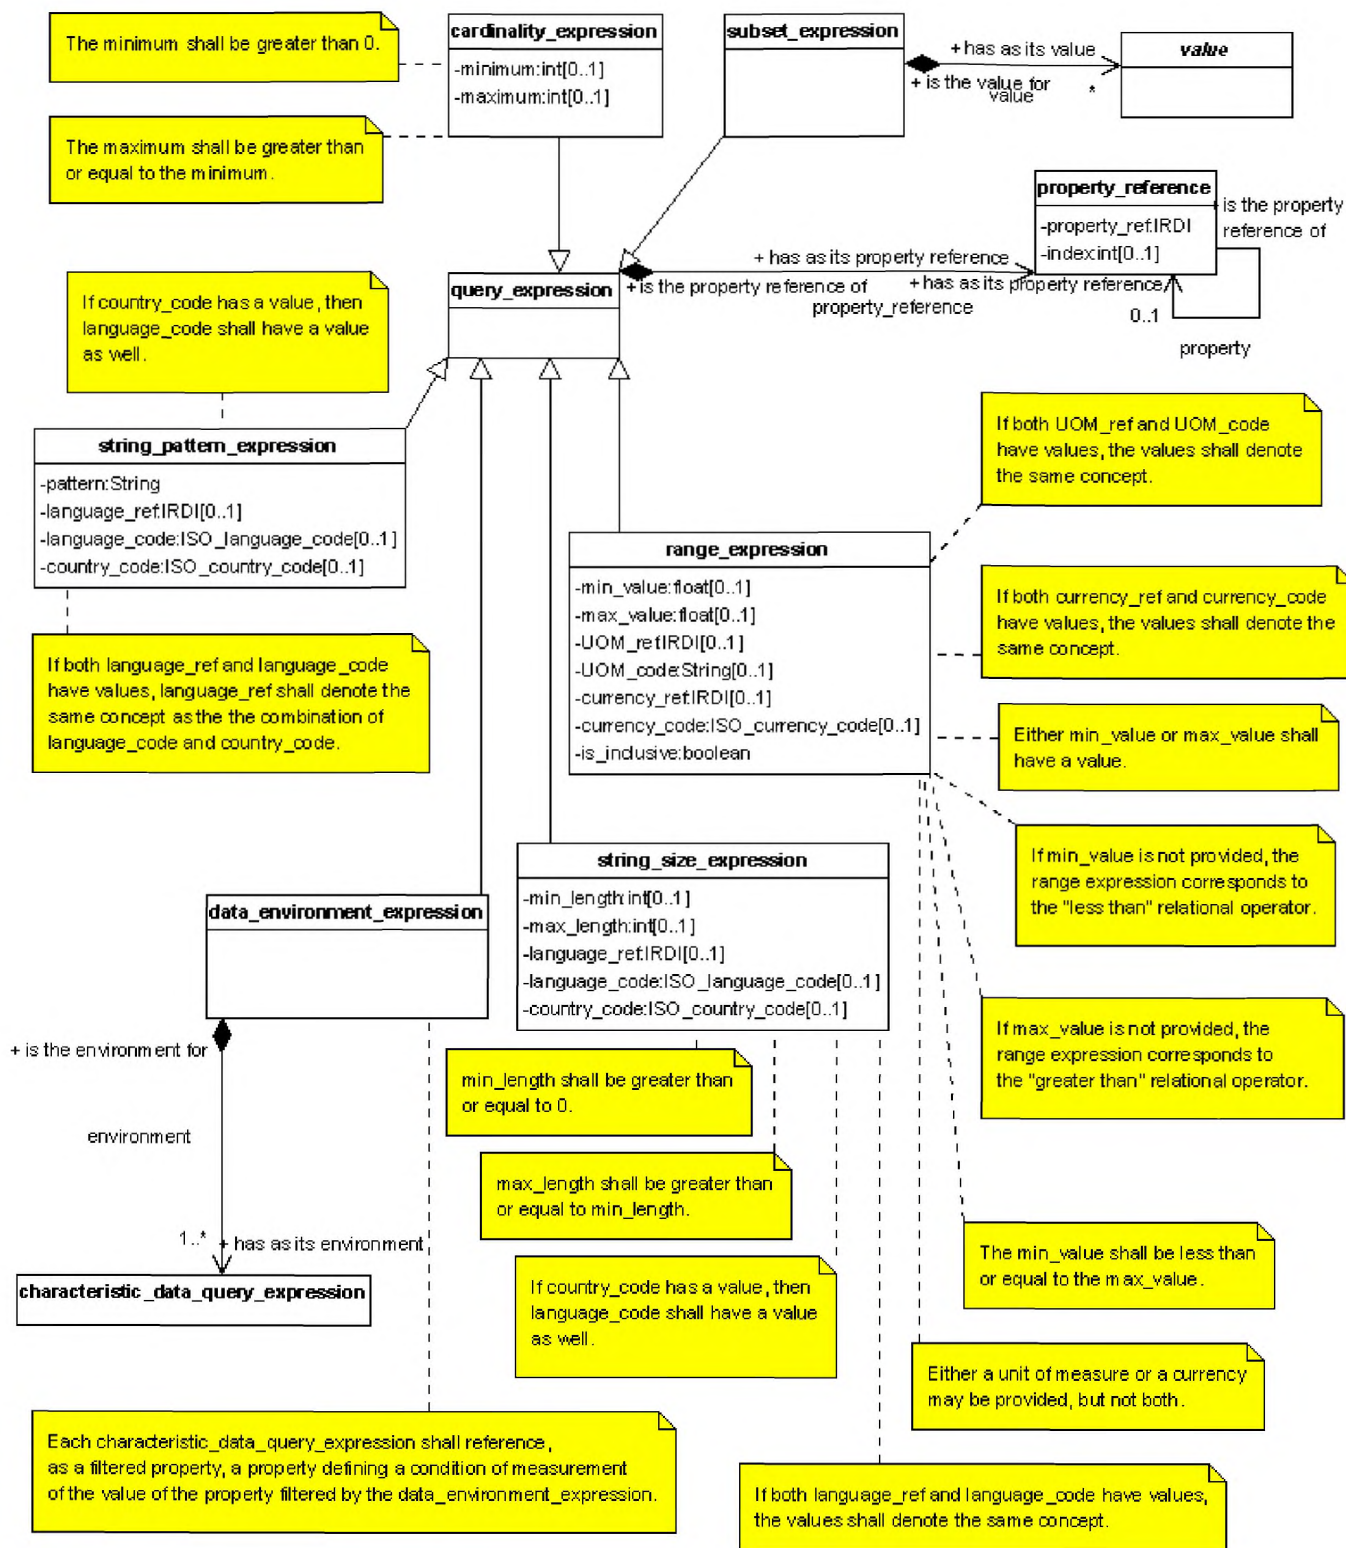 The minimum shall be greater than 0.
The maximum shall be greater than
or equal to the minimum.
cardinality_expression
-minimum:int[0..1]
-maximum:int[0..1]
subset_expression
+ has as its value
+ is the value for
value
*
value
property_reference
-property_ref:IRDI
-index:int[0..1]
is the property
reference of
+ has as its property reference
+ is the property reference of
+ has as its property reference
property_reference
0..1
property
query_expression
If country_code has a value, then
language_code shall have a value
as well.
string_pattern_expression
-pattern:String
-language_ref:IRDI[0..1]
-language_code:ISO_language_code[0..1]
-country_code:ISO_country_code[0..1]
If both language_ref and language_code
have values, language_ref shall denote the
same concept as the the combination of
language_code and country_code.
range_expression
-min_value:float[0..1]
-max_value:float[0..1]
-UOM_ref:IRDI[0..1]
-UOM_code:String[0..1]
-currency_ref:IRDI[0..1]
-currency_code:ISO_currency_code[0..1]
-is_inclusive:boolean
If both UOM_ref and UOM_code
have values, the values shall denote
the same concept.
If both currency_ref and currency_code
have values, the values shall denote the
same concept.
Either min_value or max_value shall
have a value.
If min_value is not provided, the
range expression corresponds to
the "less than" relational operator.
If max_value is not provided, the
range expression corresponds to
the "greater than" relational operator.
The min_value shall be less than
or equal to the max_value.
Either a unit of measure or a currency
may be provided, but not both.
string_size_expression
-min_length:int[0..1]
-max_length:int[0..1]
-language_ref:IRDI[0..1]
-language_code:ISO_language_code[0..1]
-country_code:ISO_country_code[0..1]
min_length shall be greater than
or equal to 0.
max_length shall be greater than
or equal to min_length.
If country_code has a value, then
language_code shall have a value
as well.
If both language_ref and language_code have values,
the values shall denote the same concept.
data_environment_expression
+ is the environment for
environment
1..*
+ has as its environment
characteristic_data_query_expression
Each characteristic_data_query_expression shall reference,
as a filtered property, a property defining a condition of measurement
of the value of the property filtered by the data_environment_expression.